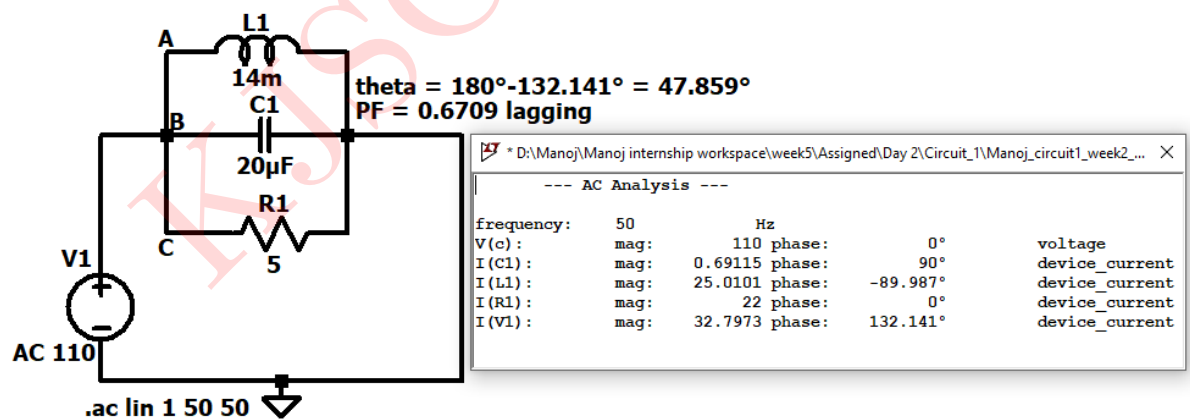 L1
A
14m
theta = 180°-132.141° = 47.859°
PF = 0.6709 lagging
C1
B
20µF
R1
C
5
V1
AC 110
.ac lin 1 50 50
* D:\Manoj\Manoj internship workspace\week5\Assigned\Day 2\Circuit_1\Manoj_circuit1_week2_...
--- AC Analysis ---
frequency: 50 Hz
V(c): mag: 110 phase: 0° voltage
I(C1): mag: 0.69115 phase: 90° device_current
I(L1): mag: 25.0101 phase: -89.987° device_current
I(R1): mag: 22 phase: 0° device_current
I(V1): mag: 32.7973 phase: 132.141° device_current
KJSC